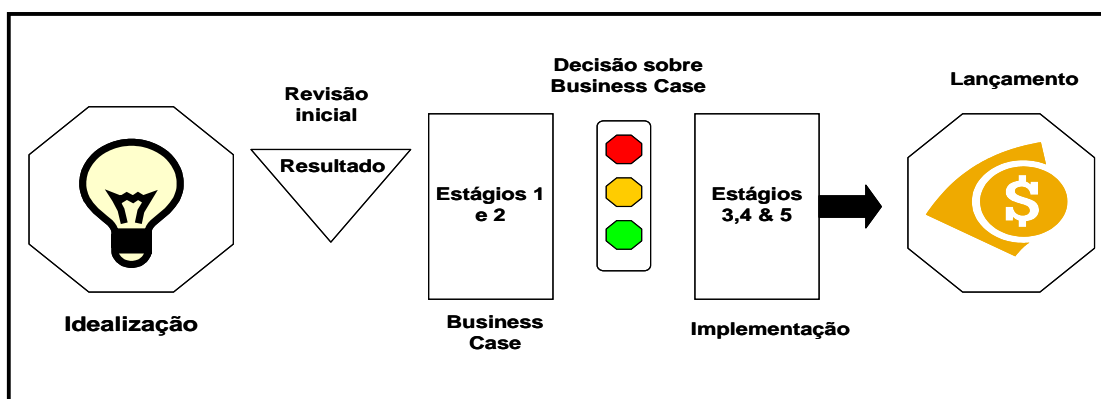 Idealização
Revisão
inicial
Resultado
Estágios 1
e 2
Business
Case
Decisão sobre
Business Case
Estágios
3,4 & 5
Implementação
Lançamento
$